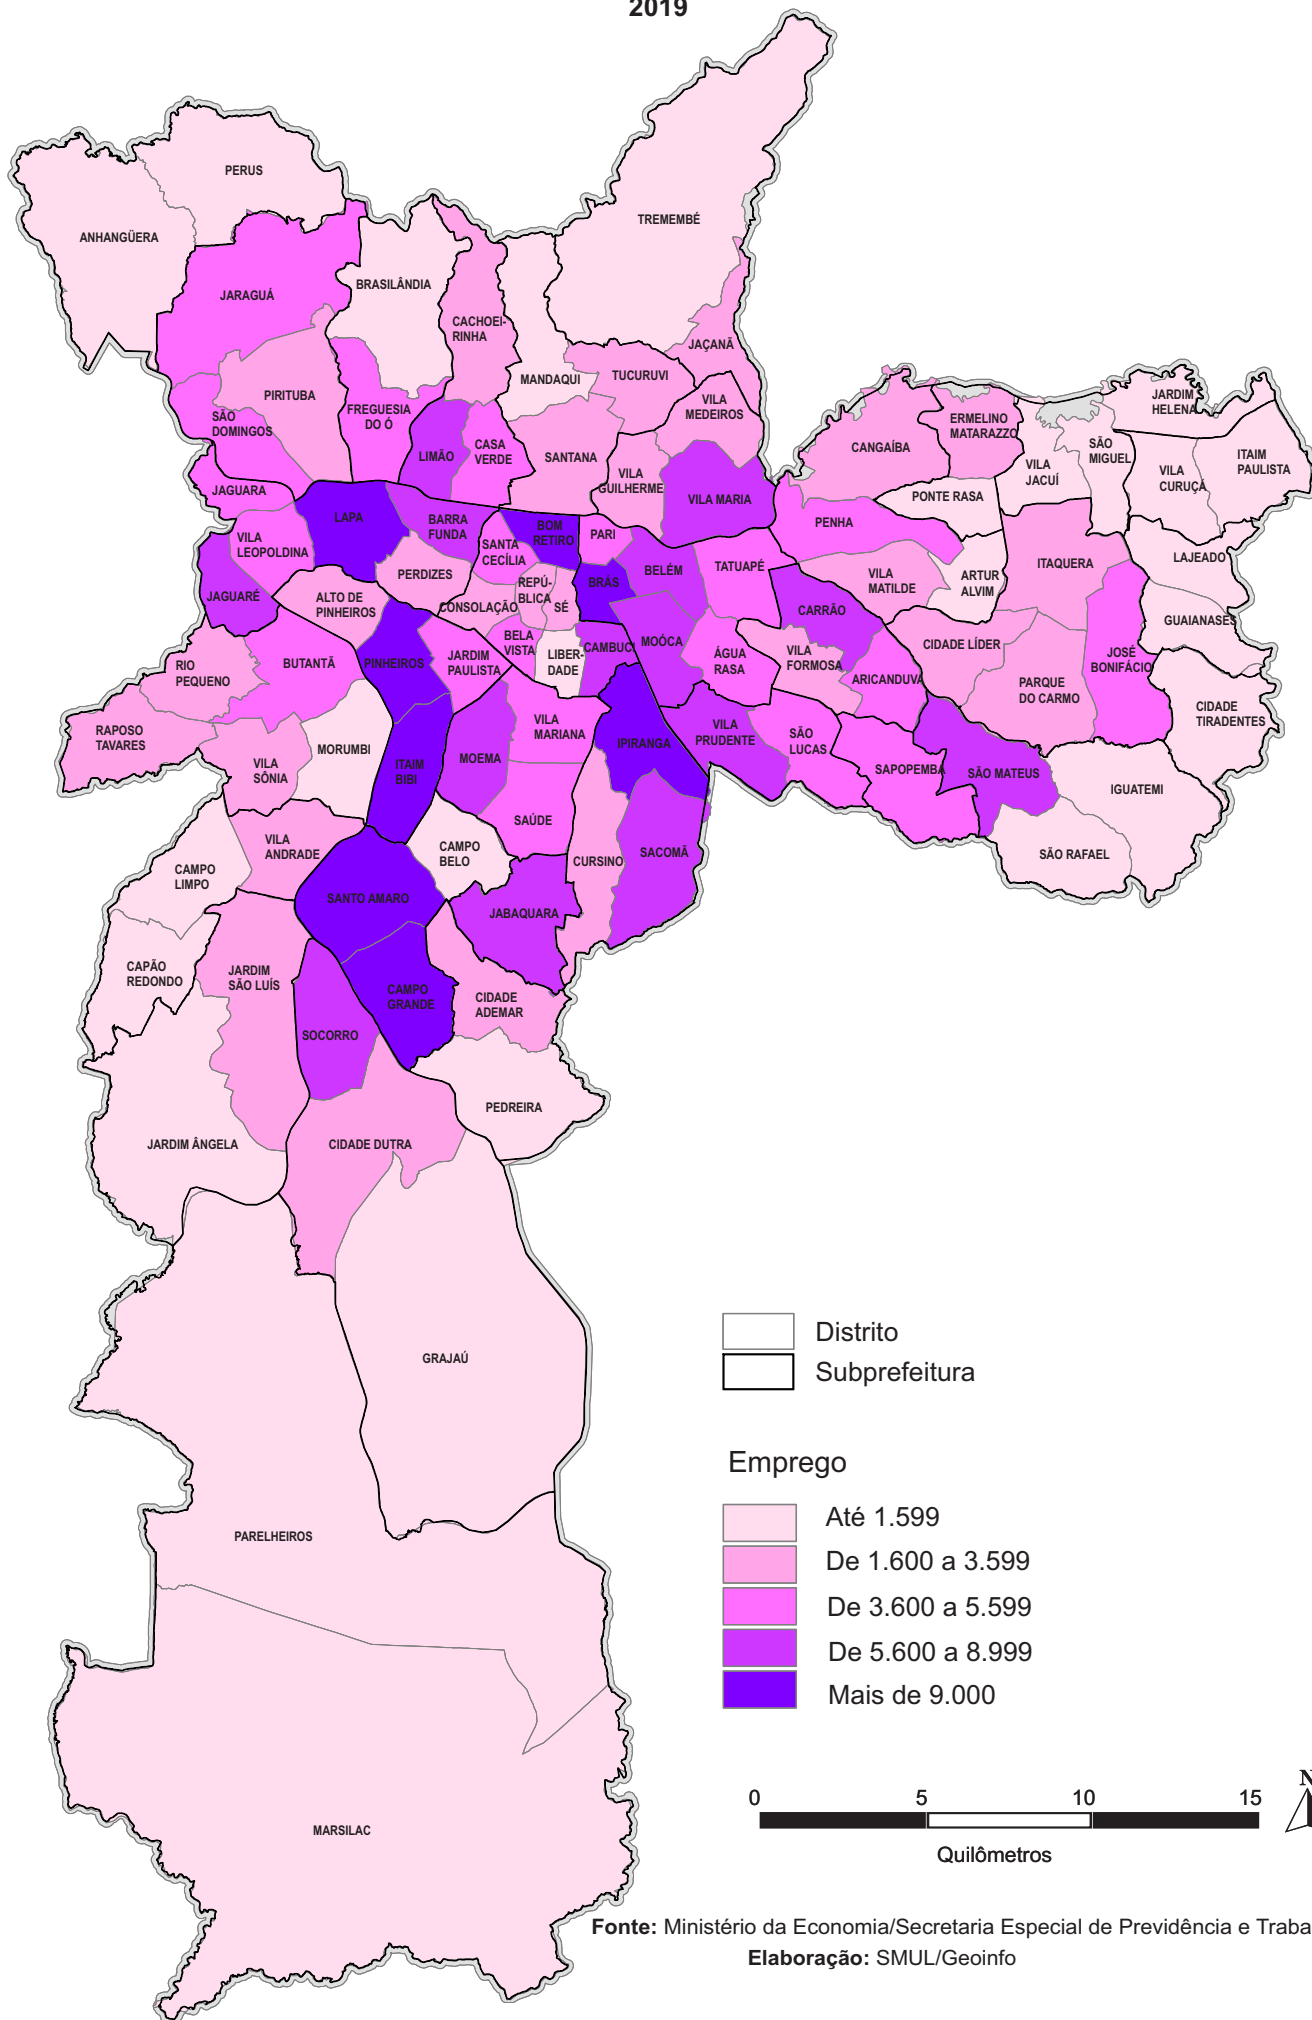 2019
PERUS
ANHANGÜERA
TREMEMBÉ
JARAGUÁ
BRASILÂNDIA
CACHOEI-
RINHA
JAÇANÃ
MANDAQUI
TUCURUVI
PIRITUBA
VILA
MEDEIROS
FREGUESIA
DO Ó
SÃO
DOMINGOS
LIMÃO
CASA
VERDE
SANTANA
VILA
GUILHERME
VILA MARIA
CANGAÍBA
ERMELINO
MATARAZZO
JARDIM
HELENA
SÃO
MIGUEL
VILA
JACUÍ
VILA
CURUÇÁ
ITAIM
PAULISTA
PONTE RASA
JAGUARA
LAPA
BARRA
FUNDA
BOM
RETIRO
PARI
PENHA
VILA
LEOPOLDINA
SANTA
CECÍLIA
PERDIZES
REPÚ-
BLICA
SÉ
BRÁS
BELÉM
TATUAPÉ
VILA
MATILDE
ARTUR
ALVIM
ITAQUERA
LAJEADO
JAGUARÉ
ALTO DE
PINHEIROS
CONSOLAÇÃO
CARRÃO
GUAIANASES
BUTANTÃ
PINHEIROS
JARDIM
PAULISTA
BELA
VISTA
LIBER-
DADE
CAMBUCI
MOÓCA
ÁGUA
RASA
VILA
FORMOSA
ARICANDUVA
CIDADE LÍDER
PARQUE
DO CARMO
JOSÉ
BONIFÁCIO
CIDADE
TIRADENTES
RIO
PEQUENO
RAPOSO
TAVARES
VILA
SÔNIA
MORUMBI
ITAIM
BIBI
MOEMA
VILA
MARIANA
IPIRANGA
VILA
PRUDENTE
SÃO
LUCAS
SAPOPEMBA
SÃO MATEUS
IGUATEMI
SÃO RAFAEL
SAÚDE
CURSINO
SACOMÃ
CAMPO
BELO
VILA
ANDRADE
CAMPO
LIMPO
SANTO AMARO
JABAQUARA
CAPÃO
REDONDO
JARDIM
SÃO LUÍS
CAMPO
GRANDE
CIDADE
ADEMAR
SOCORRO
PEDREIRA
JARDIM ÂNGELA
CIDADE DUTRA
GRAJAÚ
PARELHEIROS
MARSILAC
Distrito
Subprefeitura
Emprego
Até 1.599
De 1.600 a 3.599
De 3.600 a 5.599
De 5.600 a 8.999
Mais de 9.000
0 5 10 15
N
Quilômetros
Fonte: Ministério da Economia/Secretaria Especial de Previdência e Traba
Elaboração: SMUL/Geoinfo